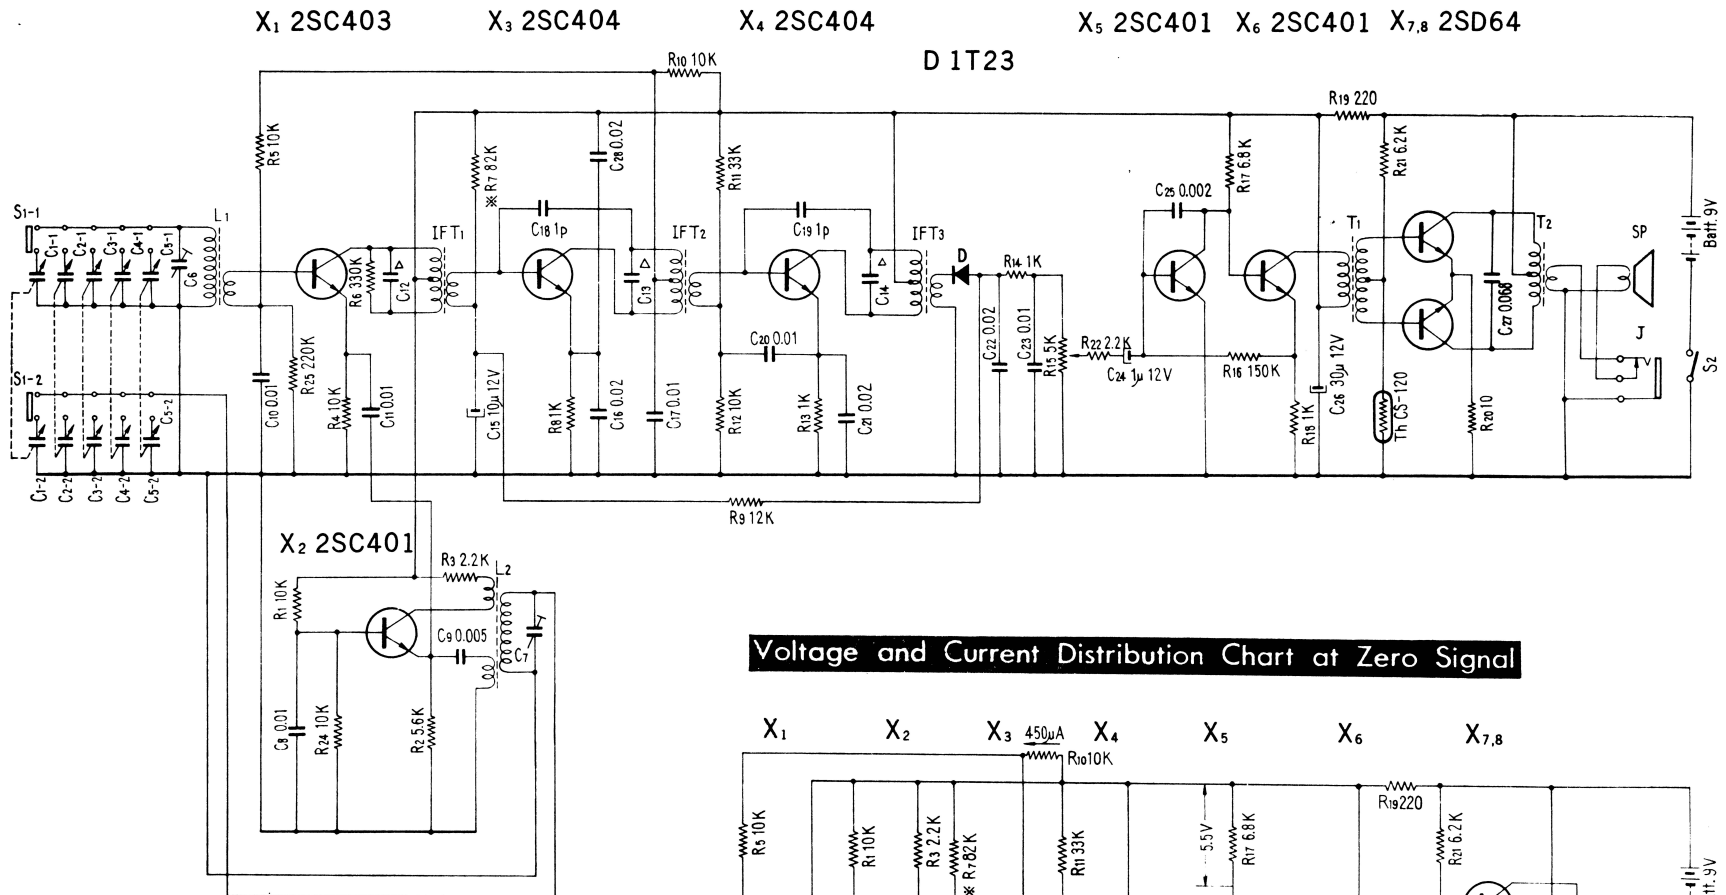 X1 2SC403
X3 2SC404
X4 2SC404
X5 2SC401
X6 2SC401
X7,8 2SD64
D 1T23
R10 10K
R19 220
R5 10K
※ R7 82K
C28 0.02
R11 33K
R17 6.8K
R21 6.2K
C25 0.002
S1-1
C1-1
C2-1
C3-1
C4-1
C5-1
C6
L1
R6 330K
C12
IFT1
C18 1p
C13
IFT2
C19 1p
C14
IFT3
D
R14 1K
T1
T2
C27 0.068
SP
J
Batt. 9V
S2
S1-2
C1-2
C2-2
C3-2
C4-2
C5-2
C5-2
C10 0.01
R25 220K
R4 10K
C11 0.01
C15 10μ 12V
R8 1K
C16 0.02
C17 0.01
R12 10K
C20 0.01
R13 1K
C21 0.02
C22 0.02
C23 0.01
R15 5K
R22 2.2K
C24 1μ 12V
R16 150K
R18 1K
C26 30μ 12V
Th CS-120
R20 10
R9 12K
X2 2SC401
R1 10K
R3 2.2K
L2
C9 0.005
C7
C8 0.01
R24 10K
R2 5.6K
Voltage and Current Distribution Chart at Zero Signal
X1
X2
X3
450μA
X4
X5
X6
X7,8
R10 10K
R19 220
R5 10K
R1 10K
R3 2.2K
※ R7 82K
R11 33K
5.5V
R17 6.8K
R21 6.2K
tt. 9V